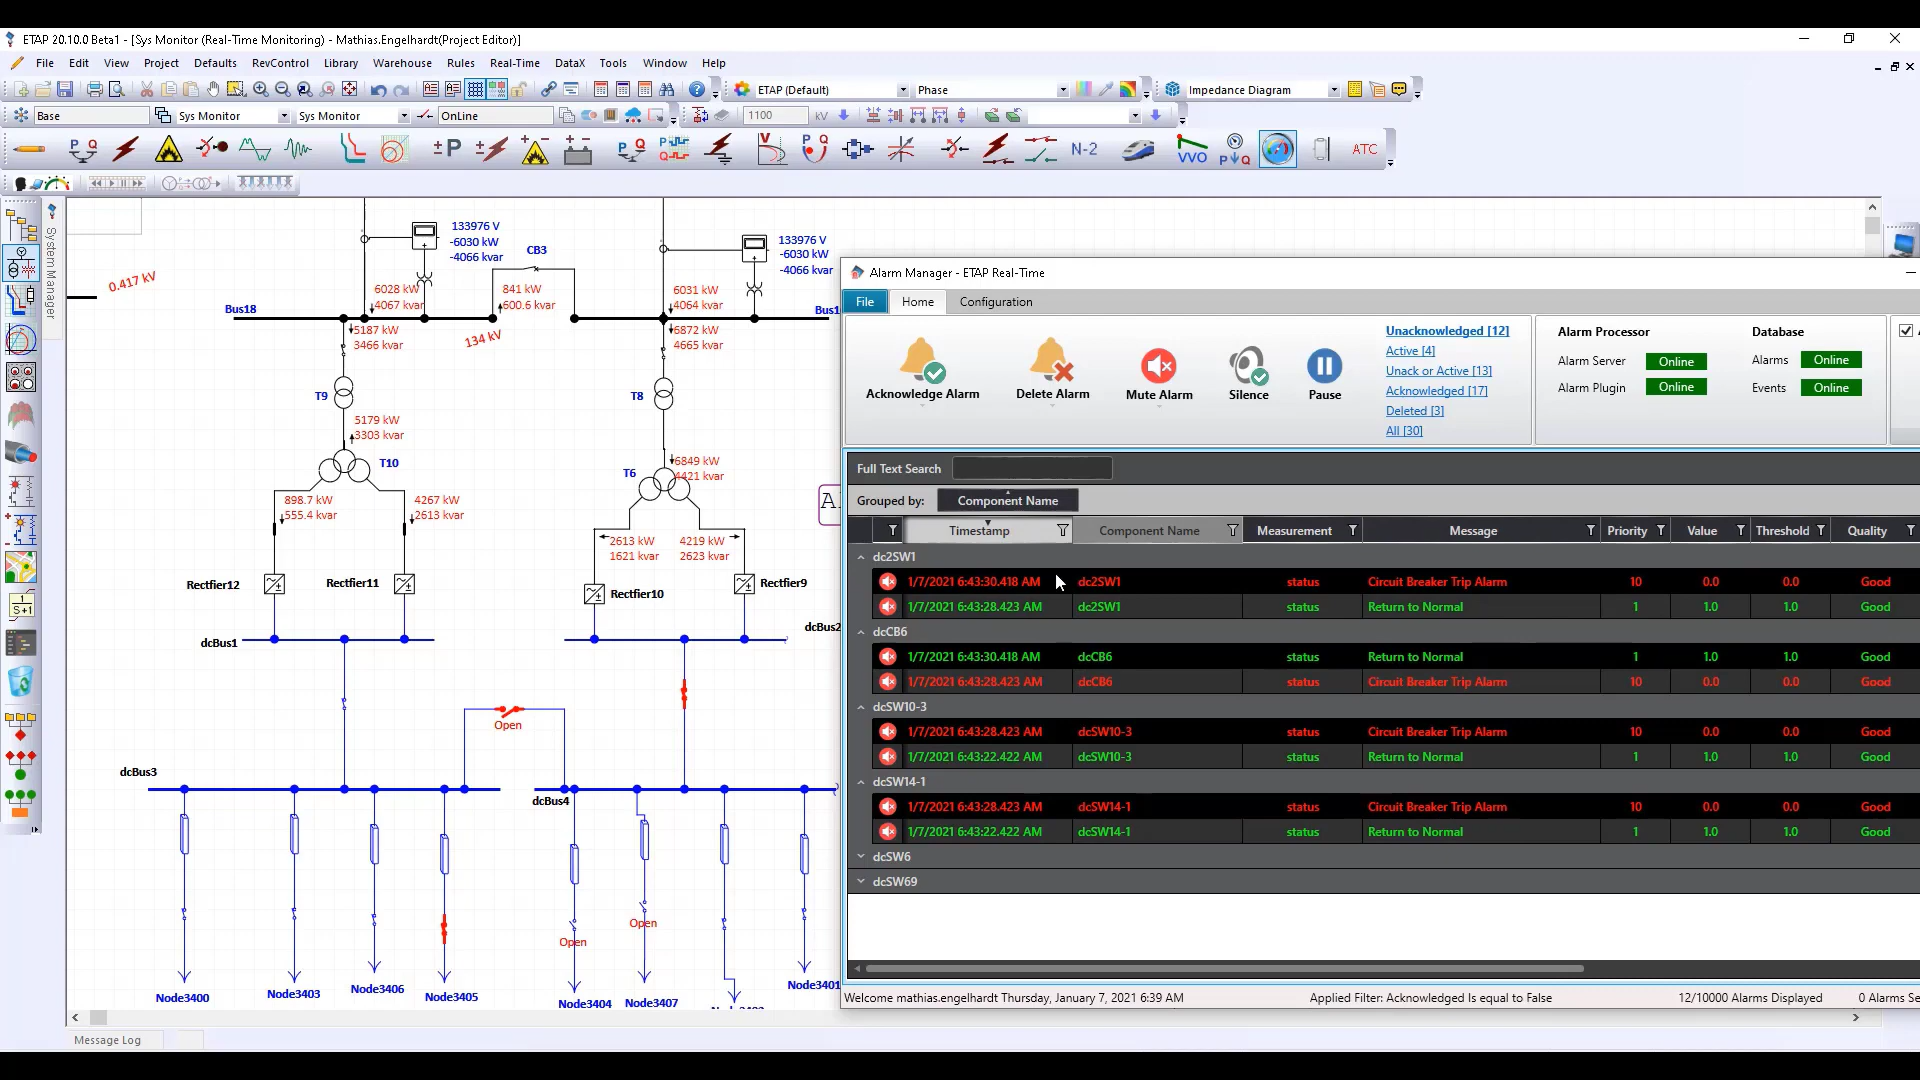 ETAP 20.10.0 Beta1 - [Sys Monitor (Real-Time Monitoring) - Mathias.Engelhardt(Project Editor)]
File Edit View Project Defaults RevControl Library Warehouse Rules Real-Time DataX Tools Window Help
ETAP (Default) Phase Impedance Diagram
Base Sys Monitor Sys Monitor OnLine 1100 kV
N-2 VVO ATC
System Manager
0.417 kV
133976 V
-6030 kW
-4066 kvar
CB3
133976 V
-6030 kW
-4066 kvar
6028 kW
4067 kvar
841 kW
600.6 kvar
6031 kW
4064 kvar
Bus18
Bus1
5187 kW
3466 kvar
134 kV
6872 kW
4665 kvar
T9
T8
5179 kW
3303 kvar
T10
T6
6849 kW
4421 kvar
898.7 kW
555.4 kvar
4267 kW
2613 kvar
2613 kW
1621 kvar
4219 kW
2623 kvar
Rectfier12
Rectfier11
Rectfier10
Rectfier9
dcBus1
dcBus2
Open
dcBus3
dcBus4
Open
Open
Node3400
Node3403
Node3406
Node3405
Node3404
Node3407
Node3401
Message Log
S+1
Alarm Manager - ETAP Real-Time
File Home Configuration
Acknowledge Alarm
Delete Alarm
Mute Alarm
Silence
Pause
Unacknowledged [12]
Active [4]
Unack or Active [13]
Acknowledged [17]
Deleted [3]
All [30]
Alarm Processor Database
Alarm Server Online Alarms Online
Alarm Plugin Online Events Online
Full Text Search
Grouped by: Component Name
Timestamp Component Name Measurement Message Priority Value Threshold Quality
dc2SW1
1/7/2021 6:43:30.418 AM dc2SW1 status Circuit Breaker Trip Alarm 10 0.0 0.0 Good
1/7/2021 6:43:28.423 AM dc2SW1 status Return to Normal 1 1.0 1.0 Good
dcCB6
1/7/2021 6:43:30.418 AM dcCB6 status Return to Normal 1 1.0 1.0 Good
1/7/2021 6:43:28.423 AM dcCB6 status Circuit Breaker Trip Alarm 10 0.0 0.0 Good
dcSW10-3
1/7/2021 6:43:28.423 AM dcSW10-3 status Circuit Breaker Trip Alarm 10 0.0 0.0 Good
1/7/2021 6:43:22.422 AM dcSW10-3 status Return to Normal 1 1.0 1.0 Good
dcSW14-1
1/7/2021 6:43:28.423 AM dcSW14-1 status Circuit Breaker Trip Alarm 10 0.0 0.0 Good
1/7/2021 6:43:22.422 AM dcSW14-1 status Return to Normal 1 1.0 1.0 Good
dcSW6
dcSW69
Welcome mathias.engelhardt Thursday, January 7, 2021 6:39 AM Applied Filter: Acknowledged Is equal to False 12/10000 Alarms Displayed 0 Alarms Se